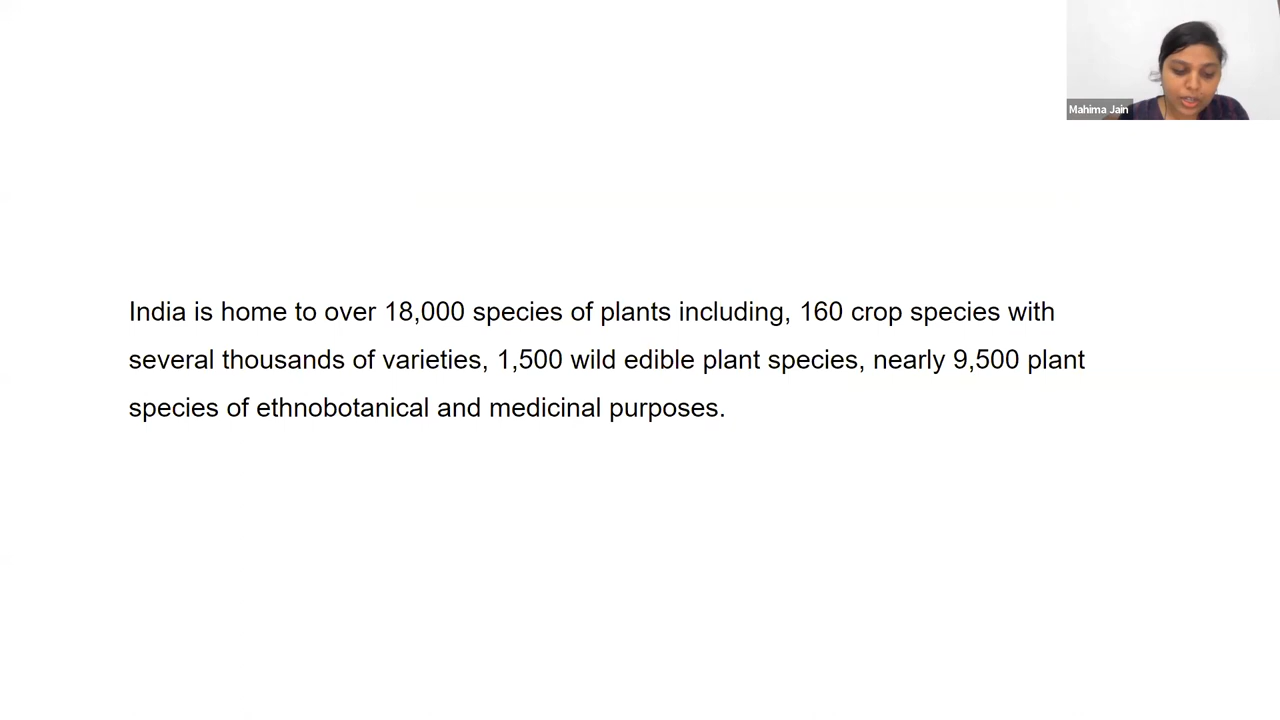 Mahima Jain
India is home to over 18,000 species of plants including, 160 crop species with
several thousands of varieties, 1,500 wild edible plant species, nearly 9,500 plant
species of ethnobotanical and medicinal purposes.